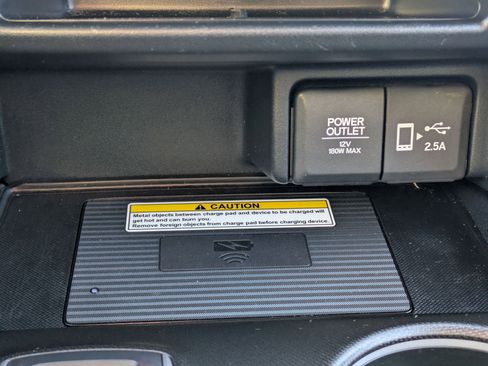 POWER
OUTLET
12V
180W MAX
2.5A
CAUTION
Metal objects between charge pad and device to be charged will
get hot and can burn you.
Remove foreign objects from charge pad before charging device.